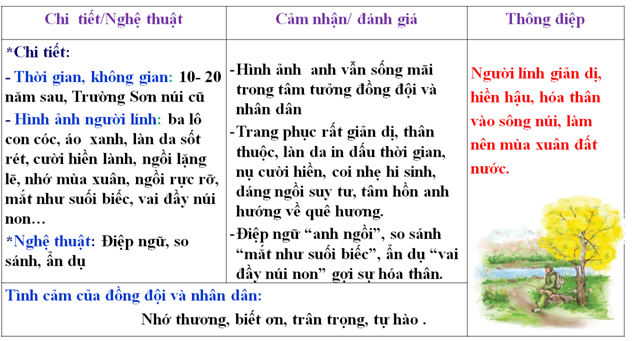 Chi tiết/Nghệ thuật
Cảm nhận/ đánh giá
Thông điệp
*Chi tiết:
- Thời gian, không gian: 10- 20
năm sau, Trường Sơn núi cũ
- Hình ảnh người lính: ba lô
con cóc, áo xanh, làn da sốt
rét, cười hiền lành, ngồi lặng
lẽ, nhớ mùa xuân, ngồi rực rỡ,
mắt như suối biếc, vai đầy núi
non…
*Nghệ thuật: Điệp ngữ, so
sánh, ẩn dụ
-Hình ảnh anh vẫn sống mãi
trong tâm tưởng đồng đội và
nhân dân
-Trang phục rất giản dị, thân
thuộc, làn da in dấu thời gian,
nụ cười hiền, coi nhẹ hi sinh,
dáng ngồi suy tư, tâm hồn anh
hướng về quê hương.
-Điệp ngữ “anh ngồi”, so sánh
“mắt như suối biếc”, ẩn dụ “vai
đầy núi non” gợi sự hóa thân.
Người lính giản dị,
hiền hậu, hóa thân
vào sông núi, làm
nên mùa xuân đất
nước.
Tình cảm của đồng đội và nhân dân:
Nhớ thương, biết ơn, trân trọng, tự hào .